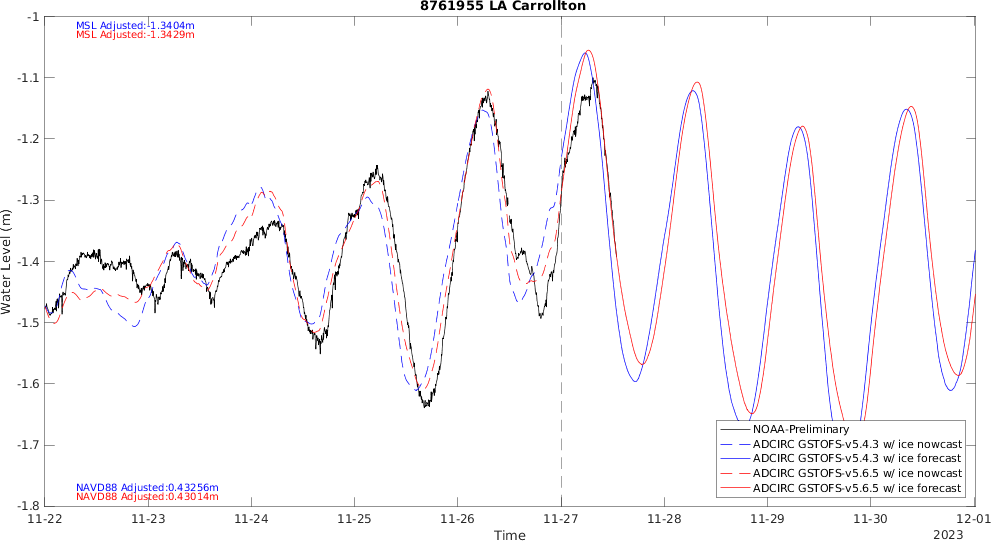 8761955 LA Carrollton
MSL Adjusted:-1.3404m
MSL Adjusted:-1.3429m
-1
-1.1
-1.2
-1.3
-1.4
-1.5
-1.6
-1.7
-1.8
Water Level (m)
NOAA-Preliminary
ADCIRC GSTOFS-v5.4.3 w/ ice nowcast
ADCIRC GSTOFS-v5.4.3 w/ ice forecast
ADCIRC GSTOFS-v5.6.5 w/ ice nowcast
ADCIRC GSTOFS-v5.6.5 w/ ice forecast
NAVD88 Adjusted:0.43256m
NAVD88 Adjusted:0.43014m
11-22 11-23 11-24 11-25 11-26 11-27 11-28 11-29 11-30 12-01
Time
2023